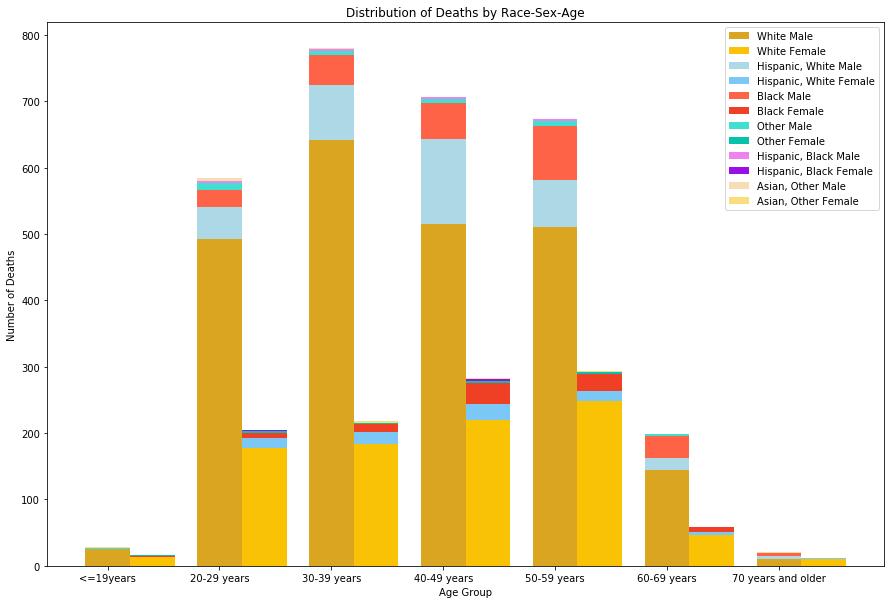 Distribution of Deaths by Race-Sex-Age
800
700
600
500
400
300
200
100
0
Number of Deaths
White Male
White Female
Hispanic, White Male
Hispanic, White Female
Black Male
Black Female
Other Male
Other Female
Hispanic, Black Male
Hispanic, Black Female
Asian, Other Male
Asian, Other Female
<=19years 20-29 years 30-39 years 40-49 years 50-59 years 60-69 years 70 years and older
Age Group